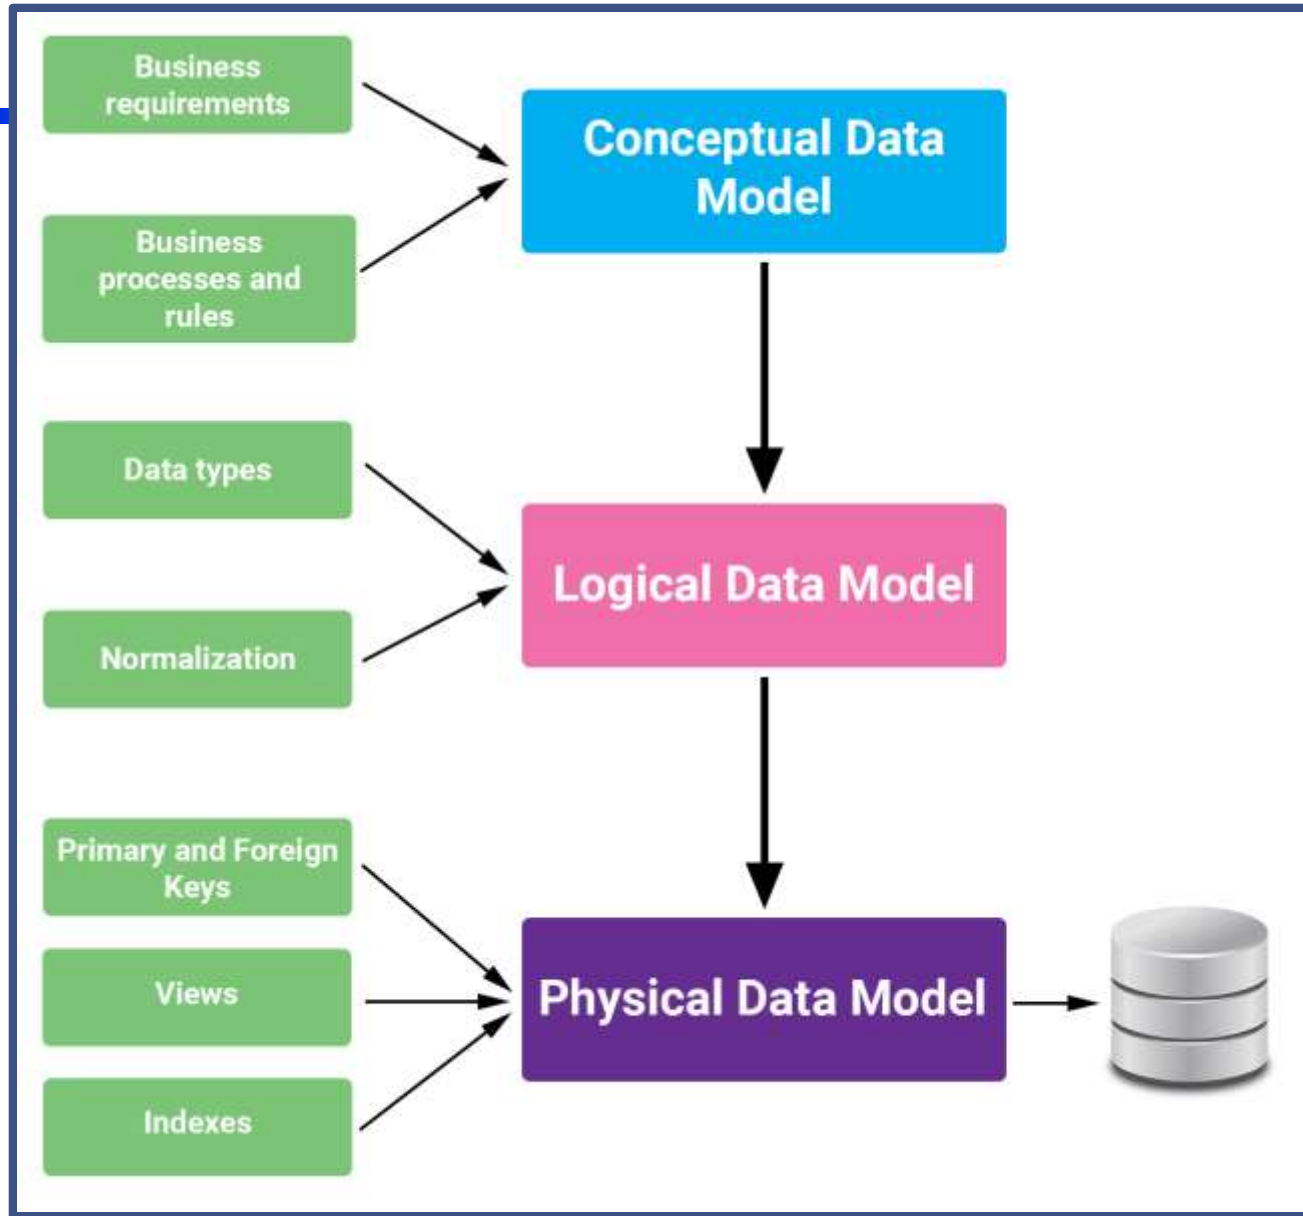 Business
requirements
Conceptual Data
Model
Business
processes and
rules
Data types
Logical Data Model
Normalization
Primary and Foreign
Keys
Views
Physical Data Model
Indexes